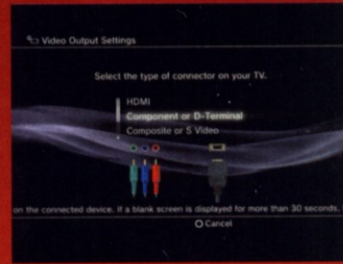 Video Output Settings
Select the type of connector on your TV.
HDMI
Component or D-Terminal
Composite or S Video
on the connected device. If a blank screen is displayed for more than 30 seconds,
Cancel